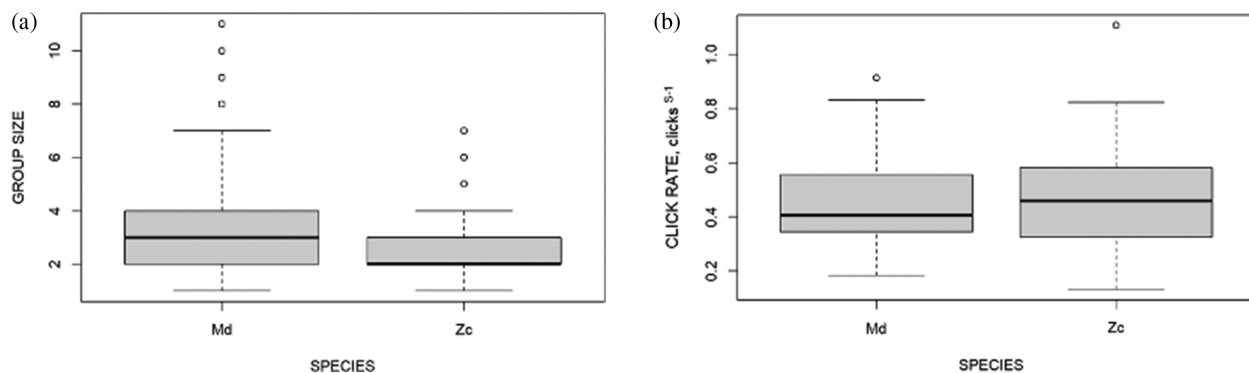 (a)
GROUP SIZE
10
8
6
4
2
Md Zc
SPECIES
(b)
CLICK RATE, clicks S-1
1.0
0.8
0.6
0.4
0.2
Md Zc
SPECIES